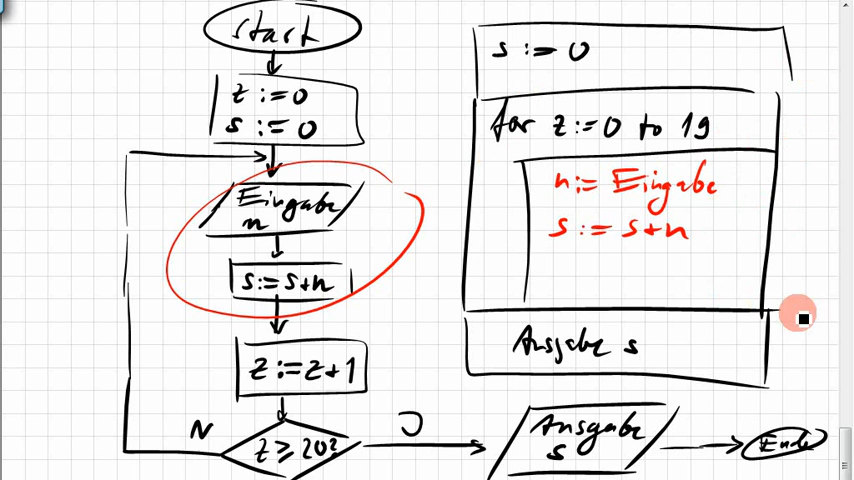 start
z := 0
s := 0
Eingabe
n
s := s+n
z := z+1
z ≥ 20?
N
J
Ausgabe
s
Ende
s := 0
for z := 0 to 19
n := Eingabe
s := s+n
Ausgabe s